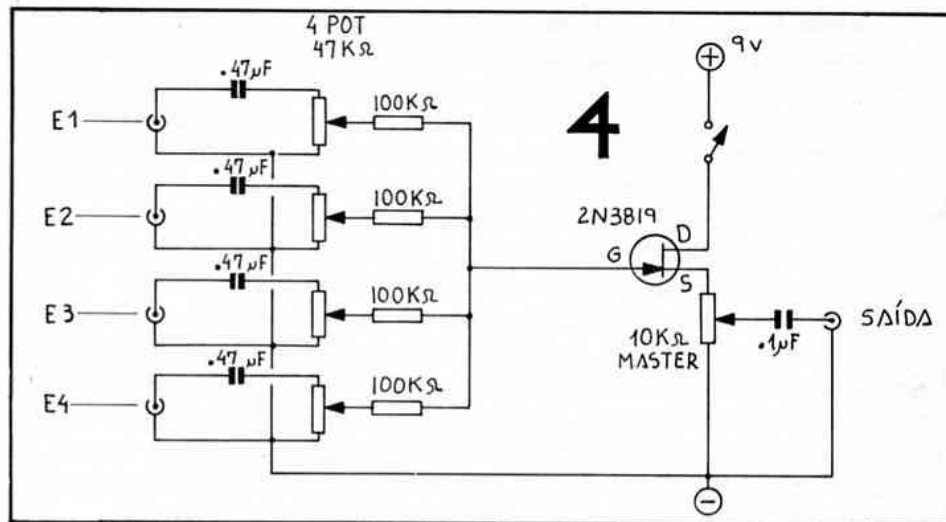 4 POT
47KΩ
.47µF
E1
100KΩ
.47µF
E2
100KΩ
.47µF
E3
100KΩ
.47µF
E4
100KΩ
4
9V
+
2N3819
G
D
S
10KΩ
MASTER
.1µF
SAÍDA
-